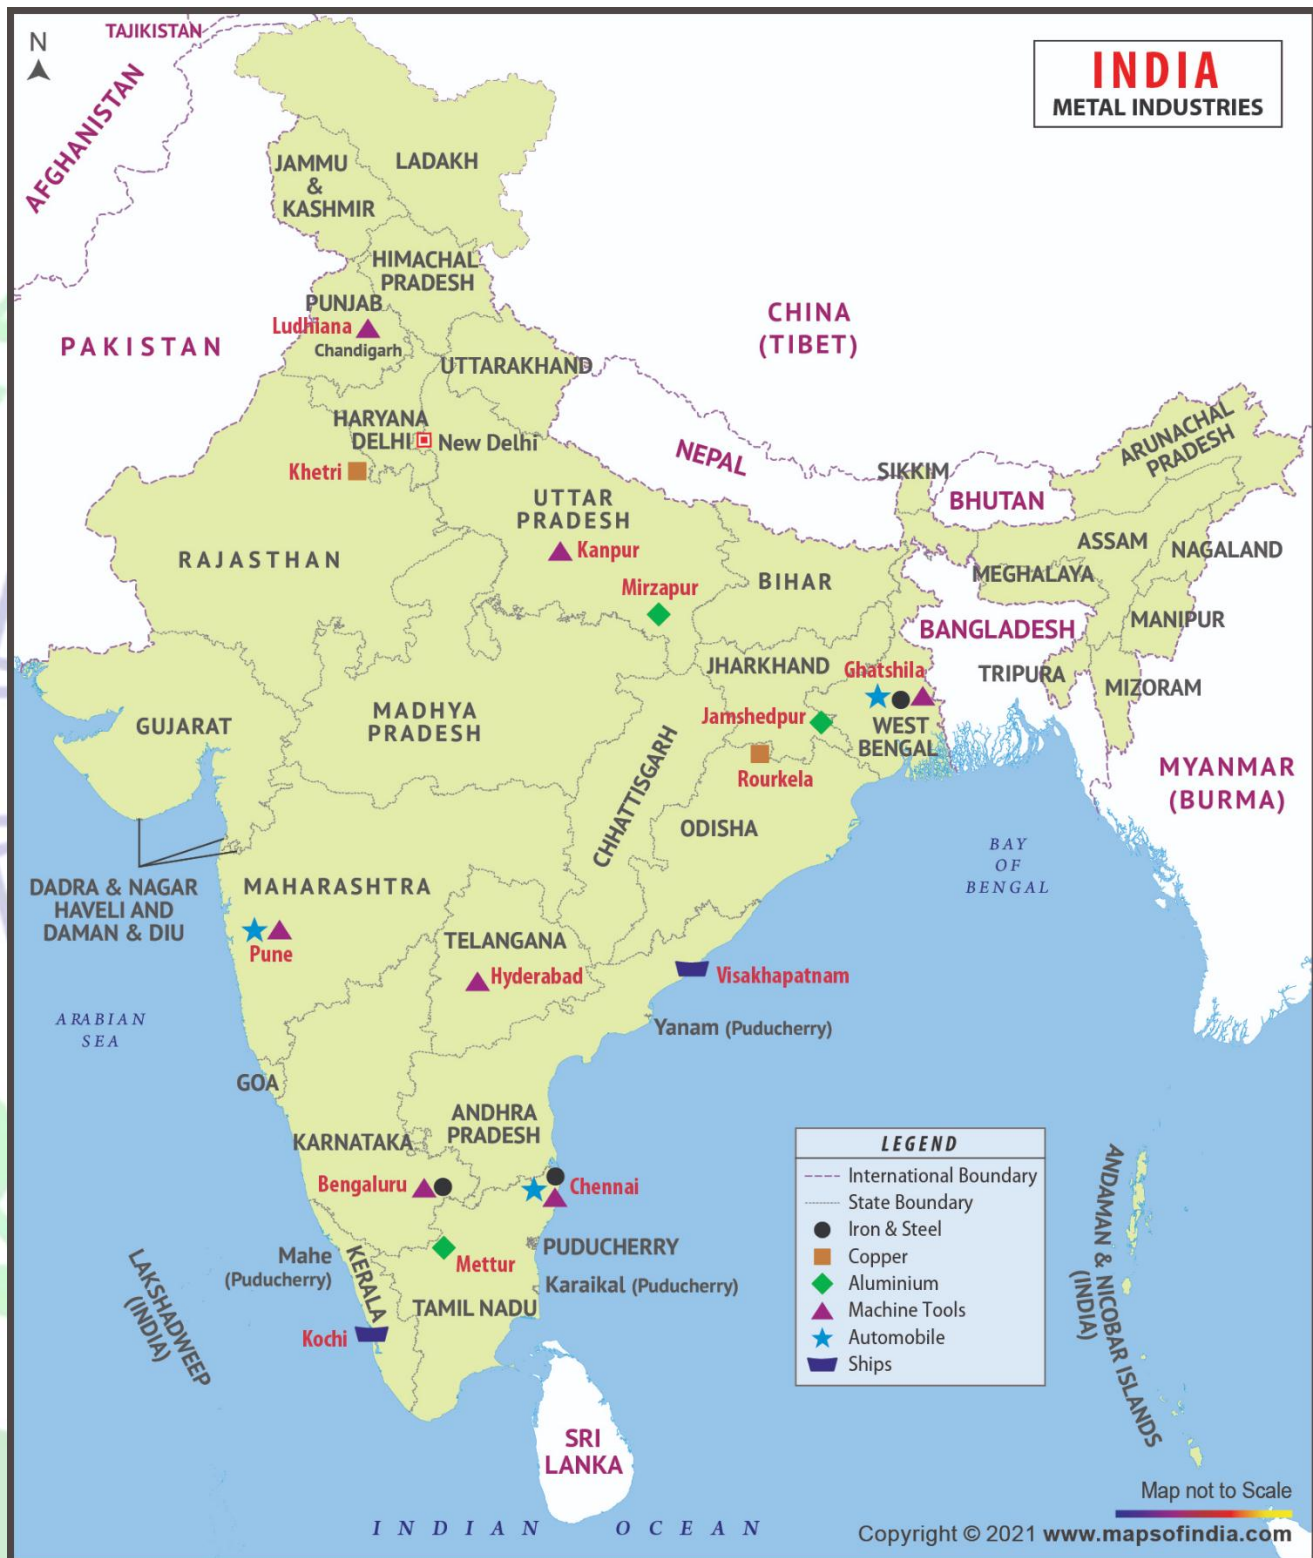 TAJIKISTAN
N
AFGHANISTAN
INDIA
METAL INDUSTRIES
JAMMU
&
KASHMIR
LADAKH
HIMACHAL
PRADESH
PUNJAB
Ludhiana
Chandigarh
PAKISTAN
CHINA
(TIBET)
UTTARAKHAND
HARYANA
DELHI
New Delhi
Khetri
NEPAL
SIKKIM
BHUTAN
ARUNACHAL
PRADESH
UTTAR
PRADESH
Kanpur
RAJASTHAN
ASSAM
NAGALAND
MEGHALAYA
BIHAR
Mirzapur
MANIPUR
BANGLADESH
JHARKHAND
Ghatshila
TRIPURA
MIZORAM
GUJARAT
MADHYA
PRADESH
Jamshedpur
WEST
BENGAL
CHHATTISGARH
Rourkela
MYANMAR
(BURMA)
ODISHA
BAY
OF
BENGAL
DADRA & NAGAR
HAVELI AND
DAMAN & DIU
MAHARASHTRA
Pune
TELANGANA
Hyderabad
Visakhapatnam
ARABIAN
SEA
Yanam (Puducherry)
GOA
ANDHRA
PRADESH
KARNATAKA
Bengaluru
Chennai
LEGEND
International Boundary
State Boundary
Iron & Steel
Copper
Aluminium
Machine Tools
Automobile
Ships
Mahe
(Puducherry)
KERALA
Mettur
PUDUCHERRY
Karaikal (Puducherry)
TAMIL NADU
Kochi
LAKSHADWEEP
(INDIA)
ANDAMAN & NICOBAR ISLANDS
(INDIA)
SRI
LANKA
Map not to Scale
INDIAN OCEAN
Copyright © 2021 www.mapsofindia.com